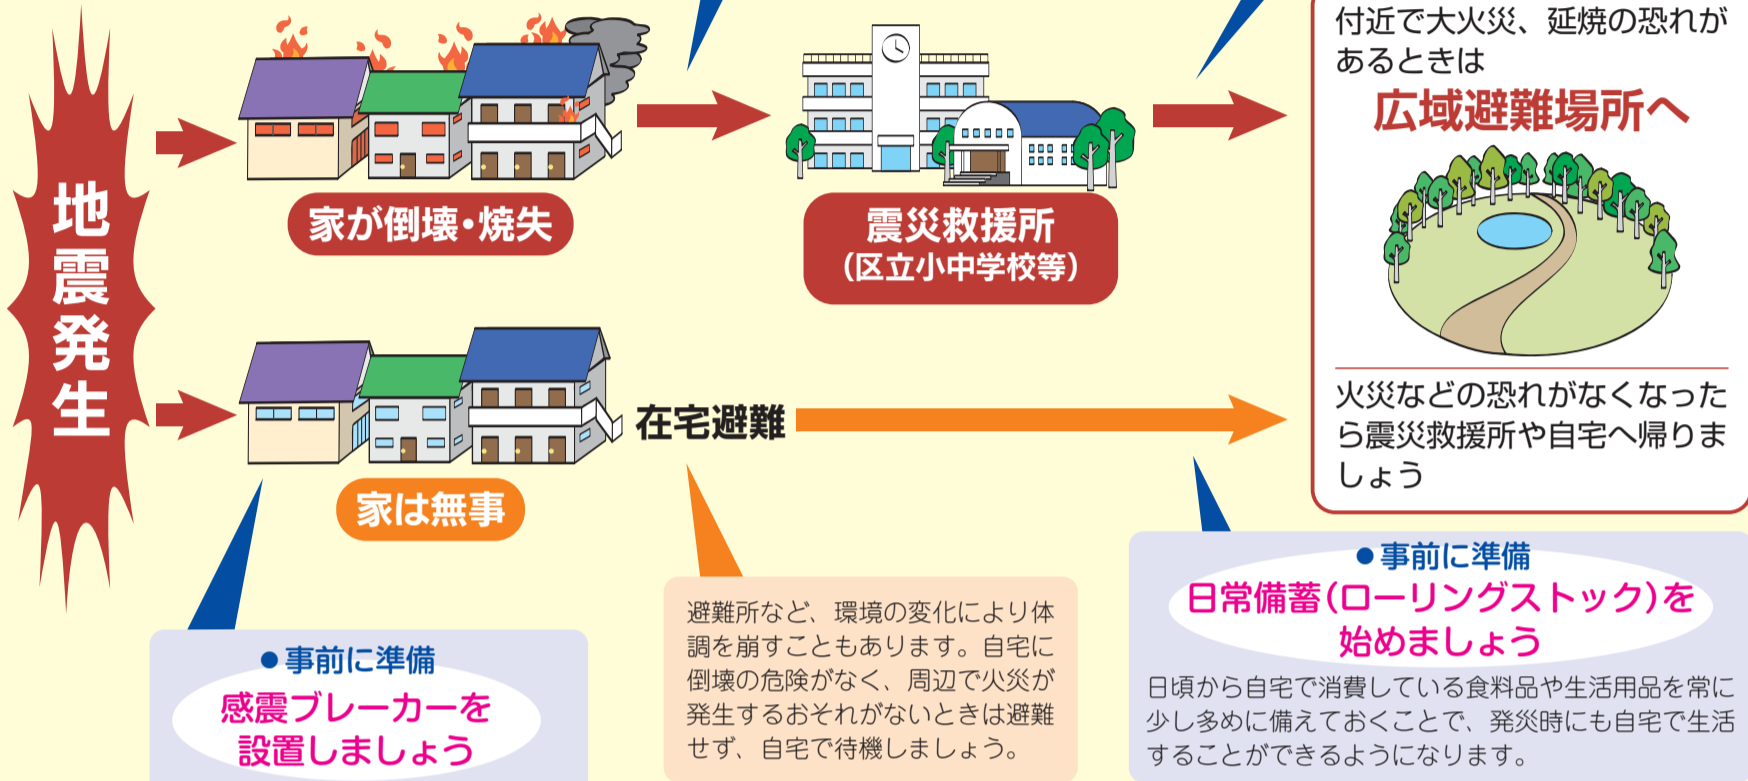 地震発生
家が倒壊・焼失
震災救援所
（区立小中学校等）
付近で大火災、延焼の恐れが
あるときは
広域避難場所へ
火災などの恐れがなくなった
ら震災救援所や自宅へ帰りま
しょう
家は無事
在宅避難
●事前に準備
感震ブレーカーを
設置しましょう
避難所など、環境の変化により体
調を崩すこともあります。自宅に
倒壊の危険がなく、周辺で火災が
発生するおそれがないときは避難
せず、自宅で待機しましょう。
●事前に準備
日常備蓄（ローリングストック）を
始めましょう
日頃から自宅で消費している食料品や生活用品を常に
少し多めに備えておくことで、発災時にも自宅で生活
することができるようになります。